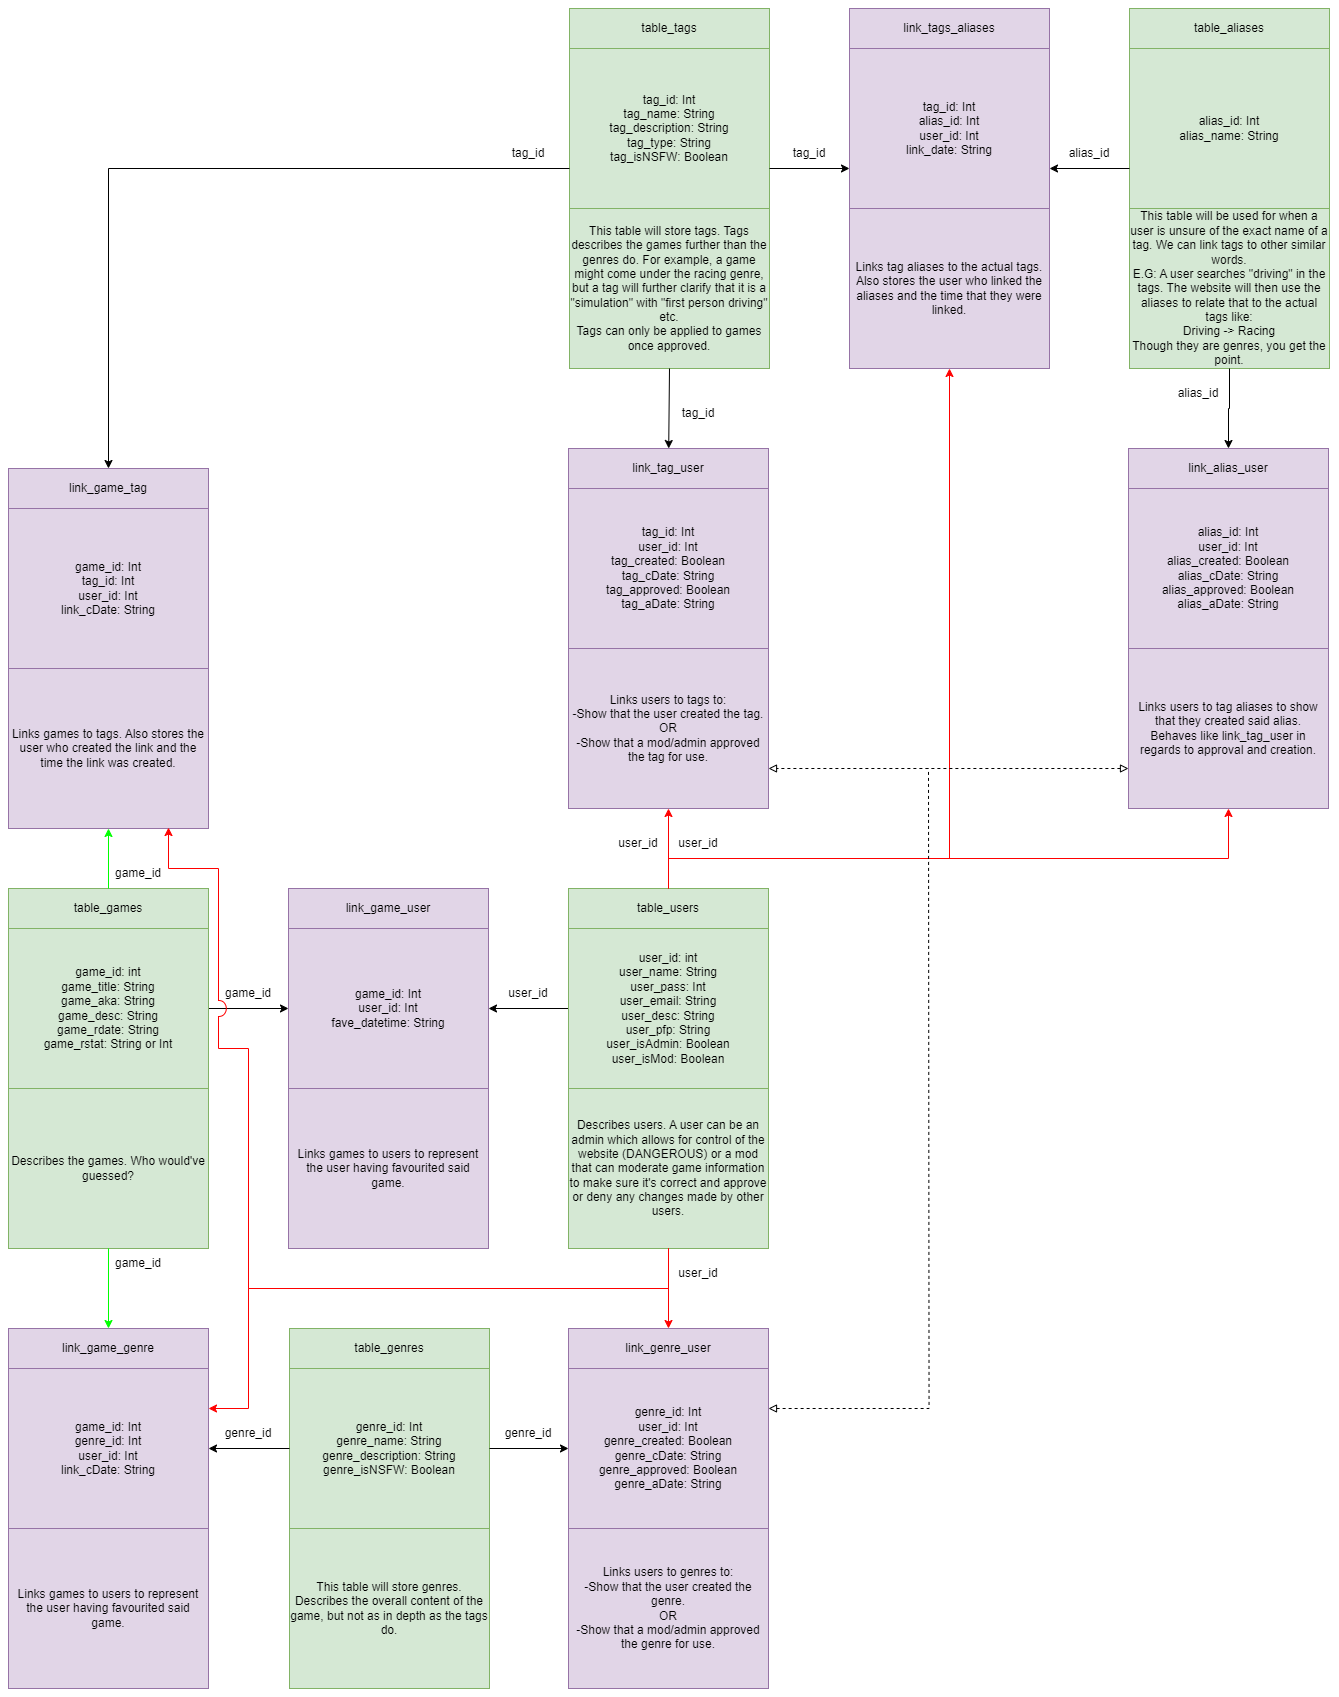 table_tags
tag_id: Int
tag_name: String
tag_description: String
tag_type: String
tag_isNSFW: Boolean
This table will store tags. Tags
describes the games further than the
genres do. For example, a game
might come under the racing genre,
but a tag will further clarify that it is a
"simulation" with "first person driving"
etc.
Tags can only be applied to games
once approved.
link_tags_aliases
tag_id: Int
alias_id: Int
user_id: Int
link_date: String
Links tag aliases to the actual tags.
Also stores the user who linked the
aliases and the time that they were
linked.
table_aliases
alias_id: Int
alias_name: String
This table will be used for when a
user is unsure of the exact name of a
tag. We can link tags to other similar
words.
E.G: A user searches "driving" in the
tags. The website will then use the
aliases to relate that to the actual
tags like:
Driving -> Racing
Though they are genres, you get the
point.
tag_id
tag_id
alias_id
tag_id
alias_id
link_game_tag
game_id: Int
tag_id: Int
user_id: Int
link_cDate: String
Links games to tags. Also stores the
user who created the link and the
time the link was created.
link_tag_user
tag_id: Int
user_id: Int
tag_created: Boolean
tag_cDate: String
tag_approved: Boolean
tag_aDate: String
Links users to tags to:
-Show that the user created the tag.
OR
-Show that a mod/admin approved
the tag for use.
link_alias_user
alias_id: Int
user_id: Int
alias_created: Boolean
alias_cDate: String
alias_approved: Boolean
alias_aDate: String
Links users to tag aliases to show
that they created said alias.
Behaves like link_tag_user in
regards to approval and creation.
game_id
user_id
user_id
table_games
game_id: int
game_title: String
game_aka: String
game_desc: String
game_rdate: String
game_rstat: String or Int
Describes the games. Who would've
guessed?
game_id
link_game_user
game_id: Int
user_id: Int
fave_datetime: String
Links games to users to represent
the user having favourited said
game.
user_id
table_users
user_id: int
user_name: String
user_pass: Int
user_email: String
user_desc: String
user_pfp: String
user_isAdmin: Boolean
user_isMod: Boolean
Describes users. A user can be an
admin which allows for control of the
website (DANGEROUS) or a mod
that can moderate game information
to make sure it's correct and approve
or deny any changes made by other
users.
game_id
user_id
link_game_genre
game_id: Int
genre_id: Int
user_id: Int
link_cDate: String
Links games to users to represent
the user having favourited said
game.
genre_id
table_genres
genre_id: Int
genre_name: String
genre_description: String
genre_isNSFW: Boolean
This table will store genres.
Describes the overall content of the
game, but not as in depth as the tags
do.
genre_id
link_genre_user
genre_id: Int
user_id: Int
genre_created: Boolean
genre_cDate: String
genre_approved: Boolean
genre_aDate: String
Links users to genres to:
-Show that the user created the
genre.
OR
-Show that a mod/admin approved
the genre for use.